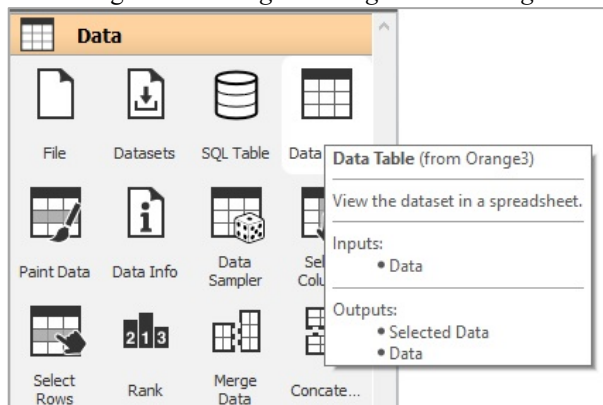 Data
File
Datasets
SQL Table
Data
Data Table (from Orange3)
View the dataset in a spreadsheet.
Inputs:
• Data
Outputs:
• Selected Data
• Data
Paint Data
Data Info
Data
Sampler
Sel
Colu
2 1 3
Select
Rows
Rank
Merge
Data
Concate...